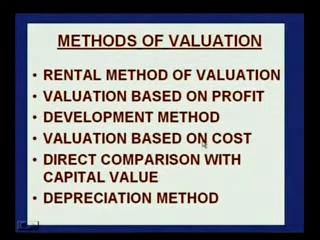 METHODS OF VALUATION
• RENTAL METHOD OF VALUATION
• VALUATION BASED ON PROFIT
• DEVELOPMENT METHOD
• VALUATION BASED ON COST
• DIRECT COMPARISON WITH
CAPITAL VALUE
• DEPRECIATION METHOD